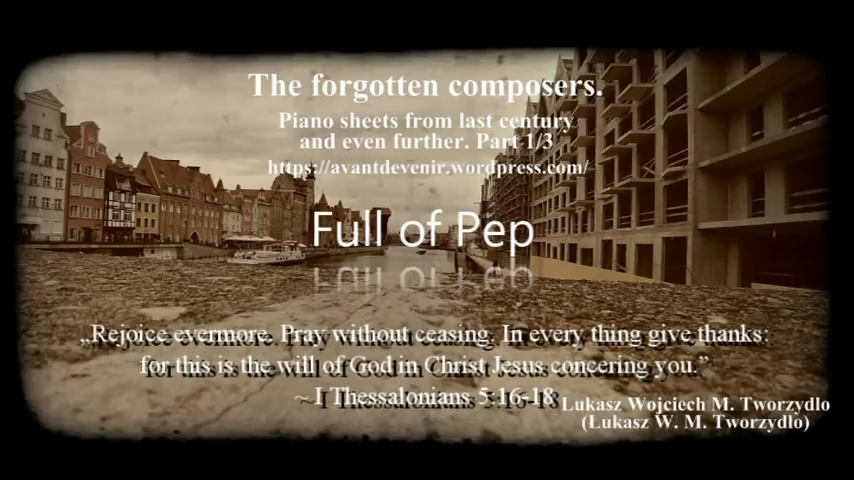 The forgotten composers.
Piano sheets from last century
and even further. Part 1/3
https://avantdevenir.wordpress.com/
Full of Pep
„Rejoice evermore. Pray without ceasing. In every thing give thanks:
for this is the will of God in Christ Jesus concering you.”
~ I Thessalonians 5:16-18
Lukasz Wojciech M. Tworzydlo
(Lukasz W. M. Tworzydlo)